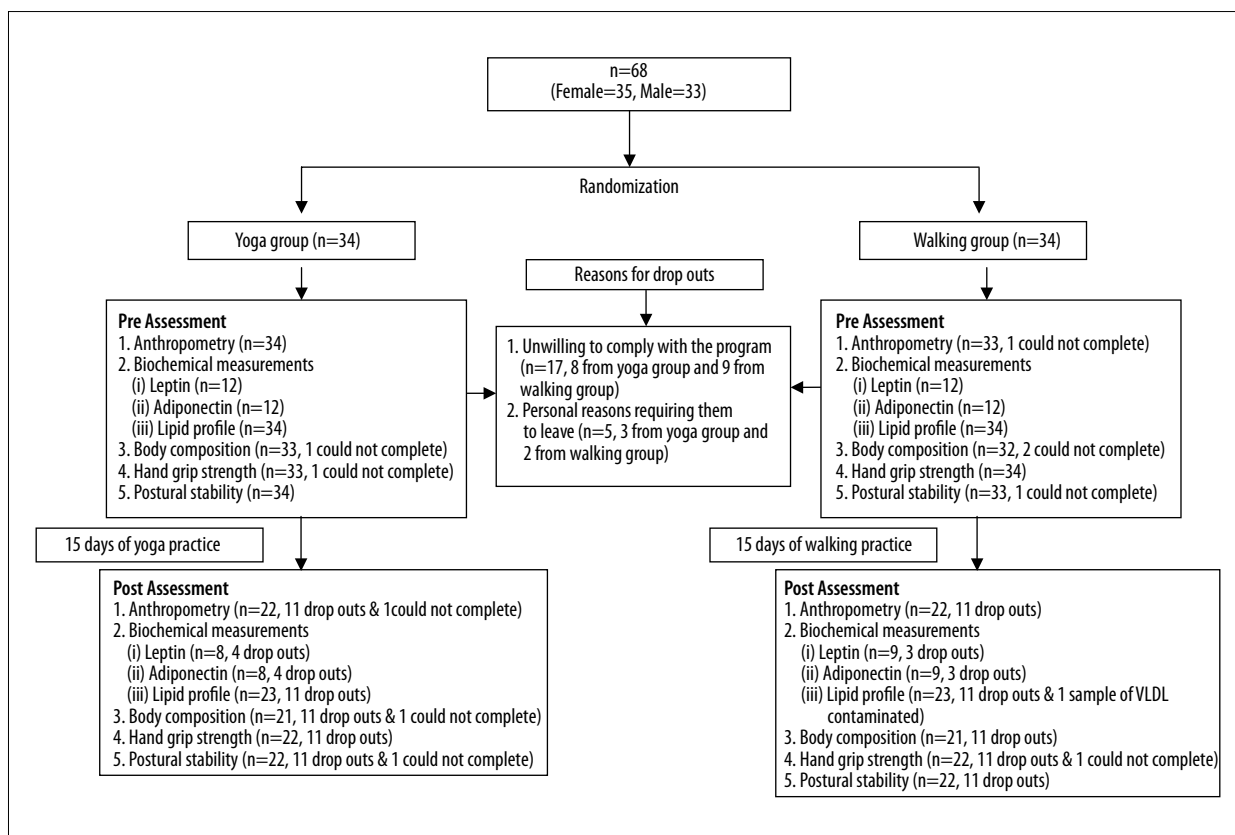 n=68
(Female=35, Male=33)
Randomization
Yoga group (n=34)
Walking group (n=34)
Reasons for drop outs
Pre Assessment
1. Anthropometry (n=34)
2. Biochemical measurements
(i) Leptin (n=12)
(ii) Adiponectin (n=12)
(iii) Lipid profile (n=34)
3. Body composition (n=33, 1 could not complete)
4. Hand grip strength (n=33, 1 could not complete)
5. Postural stability (n=34)
1. Unwilling to comply with the program
(n=17, 8 from yoga group and 9 from
walking group)
2. Personal reasons requiring them
to leave (n=5, 3 from yoga group and
2 from walking group)
Pre Assessment
1. Anthropometry (n=33, 1 could not complete)
2. Biochemical measurements
(i) Leptin (n=12)
(ii) Adiponectin (n=12)
(iii) Lipid profile (n=34)
3. Body composition (n=32, 2 could not complete)
4. Hand grip strength (n=34)
5. Postural stability (n=33, 1 could not complete)
15 days of yoga practice
15 days of walking practice
Post Assessment
1. Anthropometry (n=22, 11 drop outs & 1could not complete)
2. Biochemical measurements
(i) Leptin (n=8, 4 drop outs)
(ii) Adiponectin (n=8, 4 drop outs)
(iii) Lipid profile (n=23, 11 drop outs)
3. Body composition (n=21, 11 drop outs & 1 could not complete)
4. Hand grip strength (n=22, 11 drop outs)
5. Postural stability (n=22, 11 drop outs & 1 could not complete)
Post Assessment
1. Anthropometry (n=22, 11 drop outs)
2. Biochemical measurements
(i) Leptin (n=9, 3 drop outs)
(ii) Adiponectin (n=9, 3 drop outs)
(iii) Lipid profile (n=23, 11 drop outs & 1 sample of VLDL
contaminated)
3. Body composition (n=21, 11 drop outs)
4. Hand grip strength (n=22, 11 drop outs & 1 could not complete)
5. Postural stability (n=22, 11 drop outs)